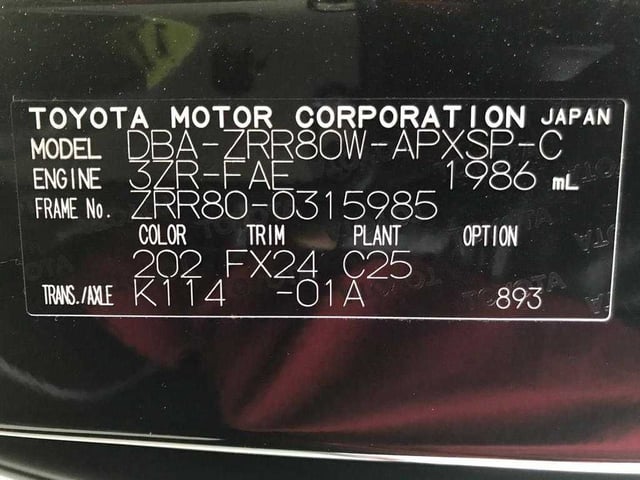 TOYOTA MOTOR CORPORATION JAPAN
MODEL DBA-ZRR80W-APXSP-C
ENGINE 3ZR-FAE 1986 mL
FRAME No. ZRR80-0315985
COLOR TRIM PLANT OPTION
202 FX24 C25
TRANS./AXLE K114 -01A 893